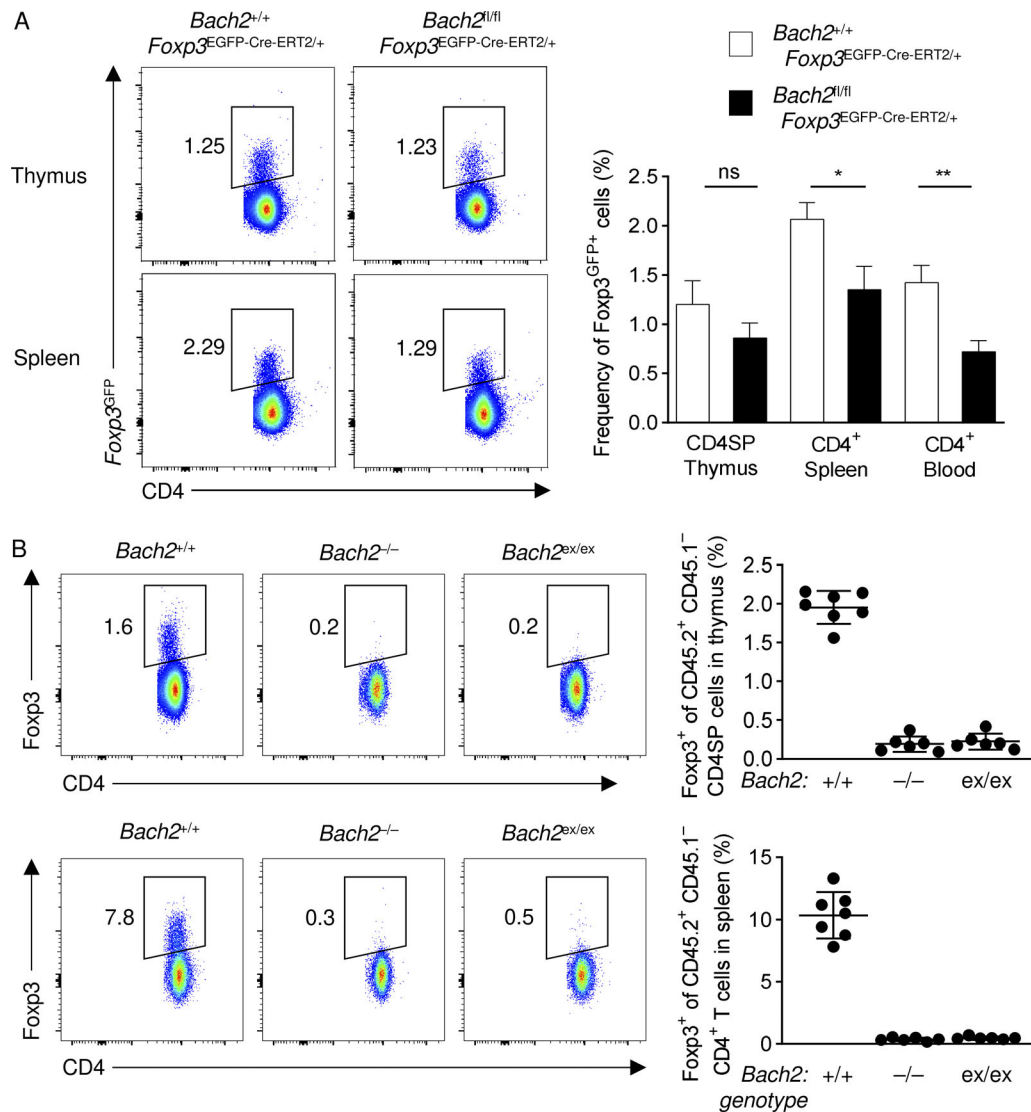 A
Bach2+/+
Foxp3EGFP-Cre-ERT2/+
Bach2fl/fl
Foxp3EGFP-Cre-ERT2/+
Thymus
1.25
1.23
Spleen
2.29
1.29
Foxp3GFP
CD4
Bach2+/+
Foxp3EGFP-Cre-ERT2/+
Bach2fl/fl
Foxp3EGFP-Cre-ERT2/+
Frequency of Foxp3GFP+ cells (%)
2.5
2.0
1.5
1.0
0.5
0.0
ns
*
**
CD4SP
Thymus
CD4+
Spleen
CD4+
Blood
B
Bach2+/+
Bach2−/−
Bach2ex/ex
1.6
0.2
0.2
Foxp3
CD4
Foxp3+ of CD45.2+ CD45.1−
CD4SP cells in thymus (%)
2.5
2.0
1.5
1.0
0.5
0.0
Bach2: +/+ −/− ex/ex
Bach2+/+
Bach2−/−
Bach2ex/ex
7.8
0.3
0.5
Foxp3
CD4
Foxp3+ of CD45.2+ CD45.1−
CD4+ T cells in spleen (%)
15
10
5
0
Bach2: +/+ −/− ex/ex
genotype